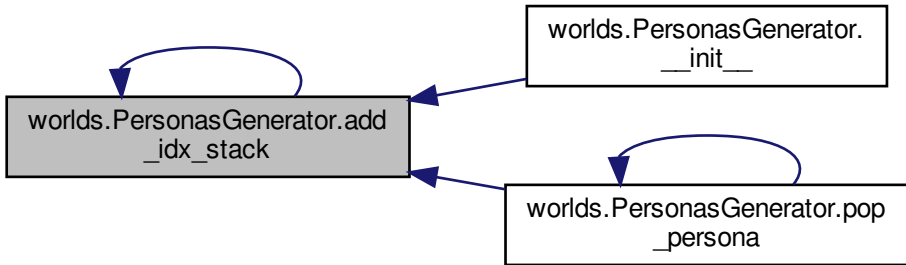 worlds.PersonasGenerator.
__init__
worlds.PersonasGenerator.add
_idx_stack
worlds.PersonasGenerator.pop
_persona